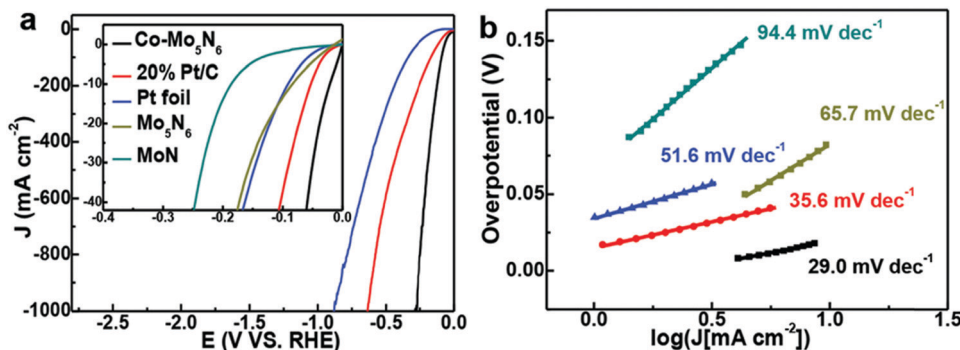 a
J (mA cm⁻²)
0
-200
-400
-600
-800
-1000
-2.5
-2.0
-1.5
-1.0
-0.5
0.0
E (V VS. RHE)
0
-10
-20
-30
-40
-0.4
-0.3
-0.2
-0.1
0.0
Co-Mo₅N₆
20% Pt/C
Pt foil
Mo₅N₆
MoN
b
Overpotential (V)
0.15
0.10
0.05
0.00
0.0
0.5
1.0
1.5
log(J[mA cm⁻²])
94.4 mV dec⁻¹
65.7 mV dec⁻¹
51.6 mV dec⁻¹
35.6 mV dec⁻¹
29.0 mV dec⁻¹